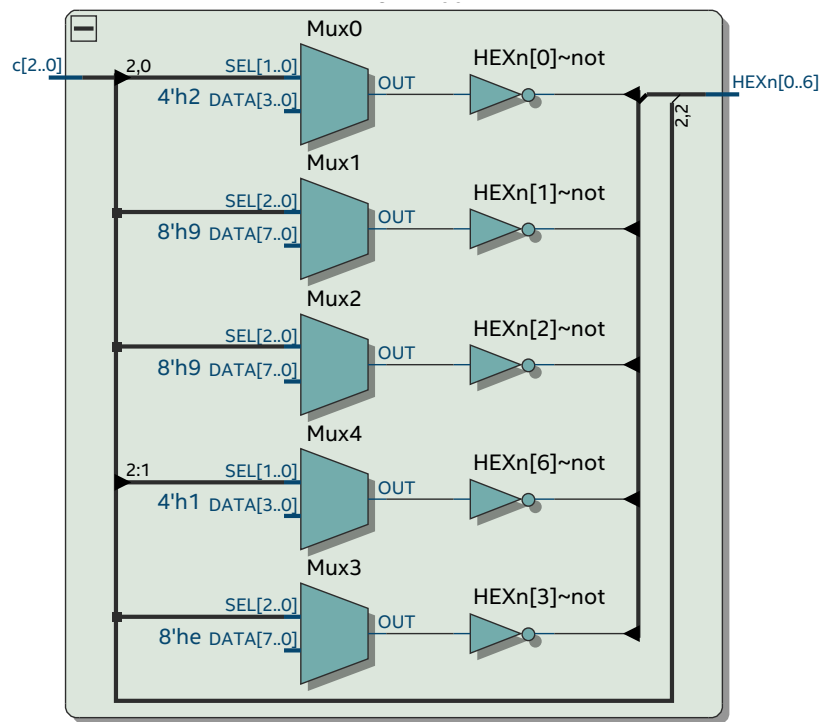 Mux0
HEXn[0]~not
c[2..0]
2,0
SEL[1..0]
OUT
HEXn[0..6]
4'h2 DATA[3..0]
2,2
Mux1
HEXn[1]~not
SEL[2..0]
OUT
8'h9 DATA[7..0]
Mux2
HEXn[2]~not
SEL[2..0]
OUT
8'h9 DATA[7..0]
Mux4
HEXn[6]~not
2:1
SEL[1..0]
OUT
4'h1 DATA[3..0]
Mux3
HEXn[3]~not
SEL[2..0]
OUT
8'he DATA[7..0]